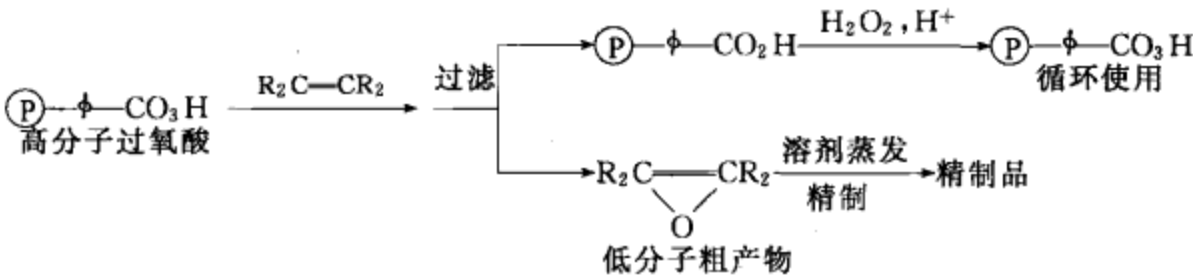 P—ϕ—CO₃H
高分子过氧酸
R₂C═CR₂
过滤
P—ϕ—CO₂H
H₂O₂,H⁺
P—ϕ—CO₃H
循环使用
R₂C═CR₂
O
低分子粗产物
溶剂蒸发
精制
精制品